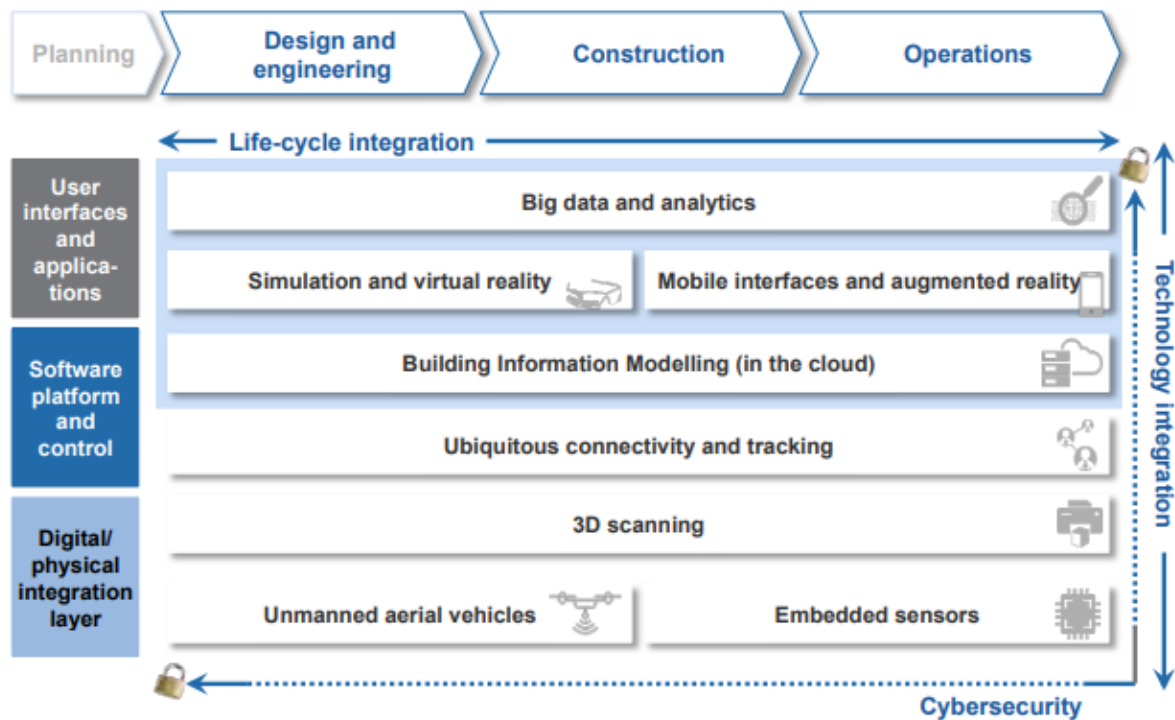 Planning
Design and
engineering
Construction
Operations
Life-cycle integration
User
interfaces
and
applica-
tions
Big data and analytics
Simulation and virtual reality
Mobile interfaces and augmented reality
Software
platform
and
control
Building Information Modelling (in the cloud)
Ubiquitous connectivity and tracking
Digital/
physical
integration
layer
3D scanning
Unmanned aerial vehicles
Embedded sensors
Technology integration
Cybersecurity